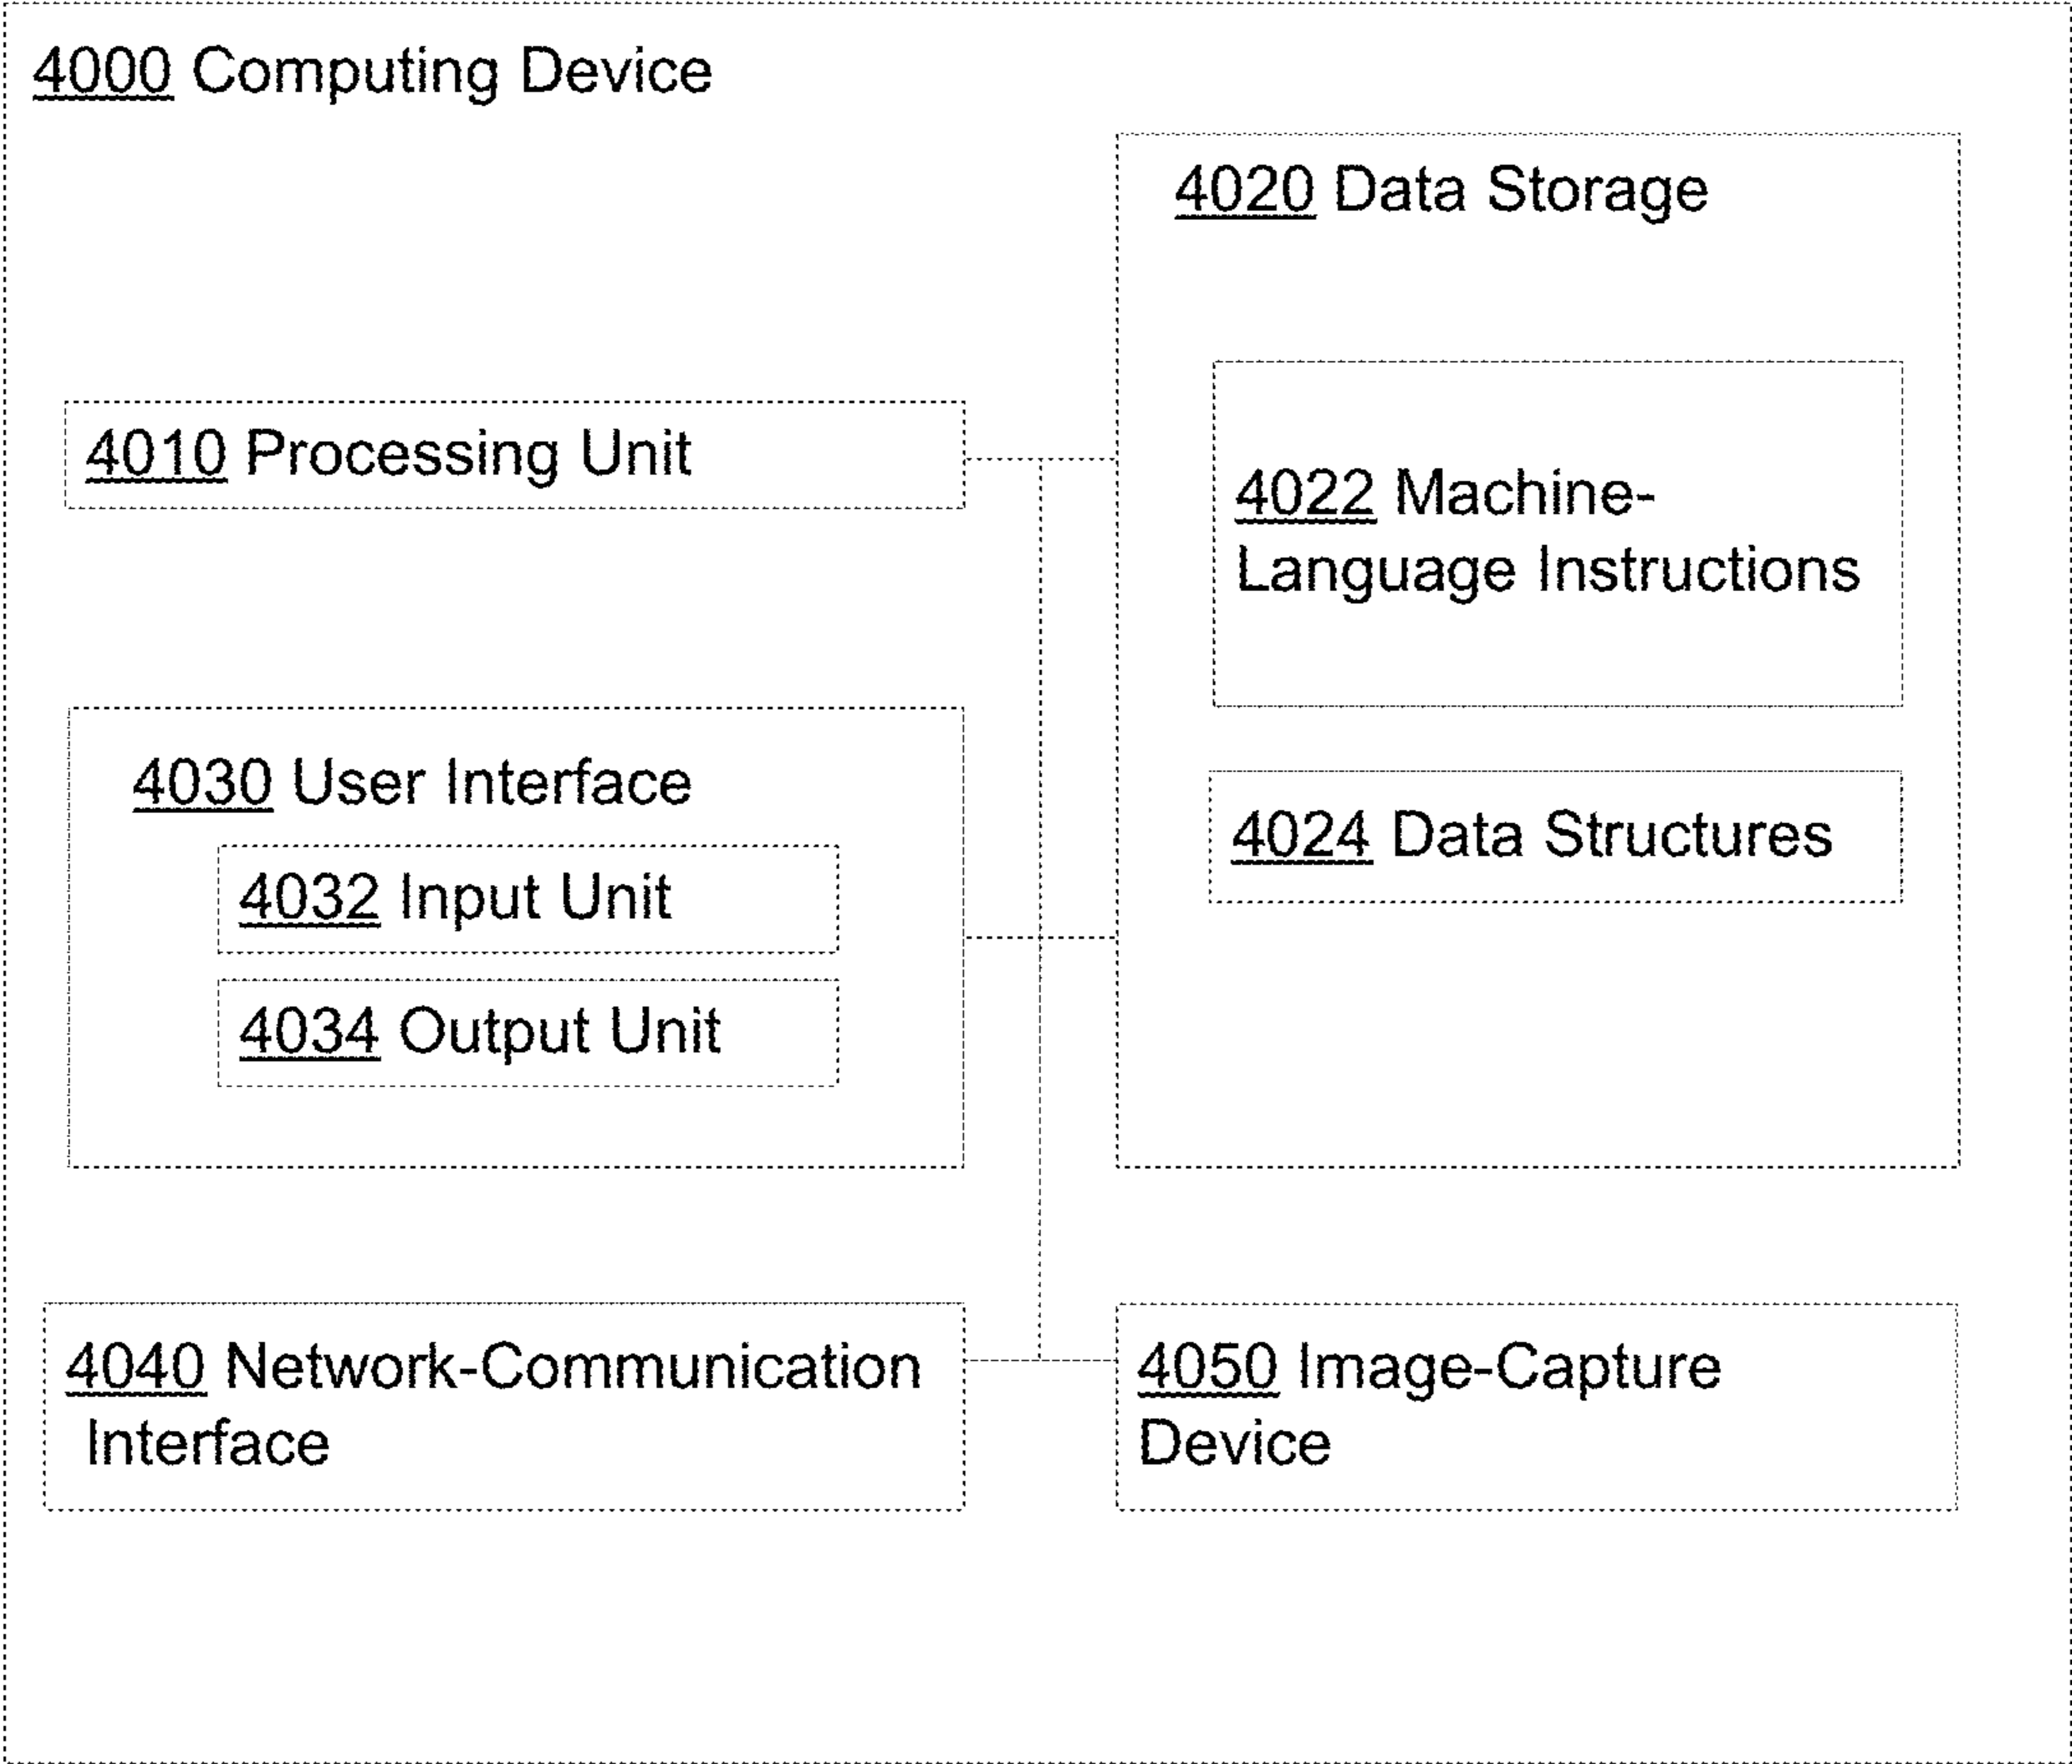 4000 Computing Device
4020 Data Storage
4010 Processing Unit
4022 Machine-
Language Instructions
4030 User Interface
4024 Data Structures
4032 Input Unit
4034 Output Unit
4040 Network-Communication
Interface
4050 Image-Capture
Device